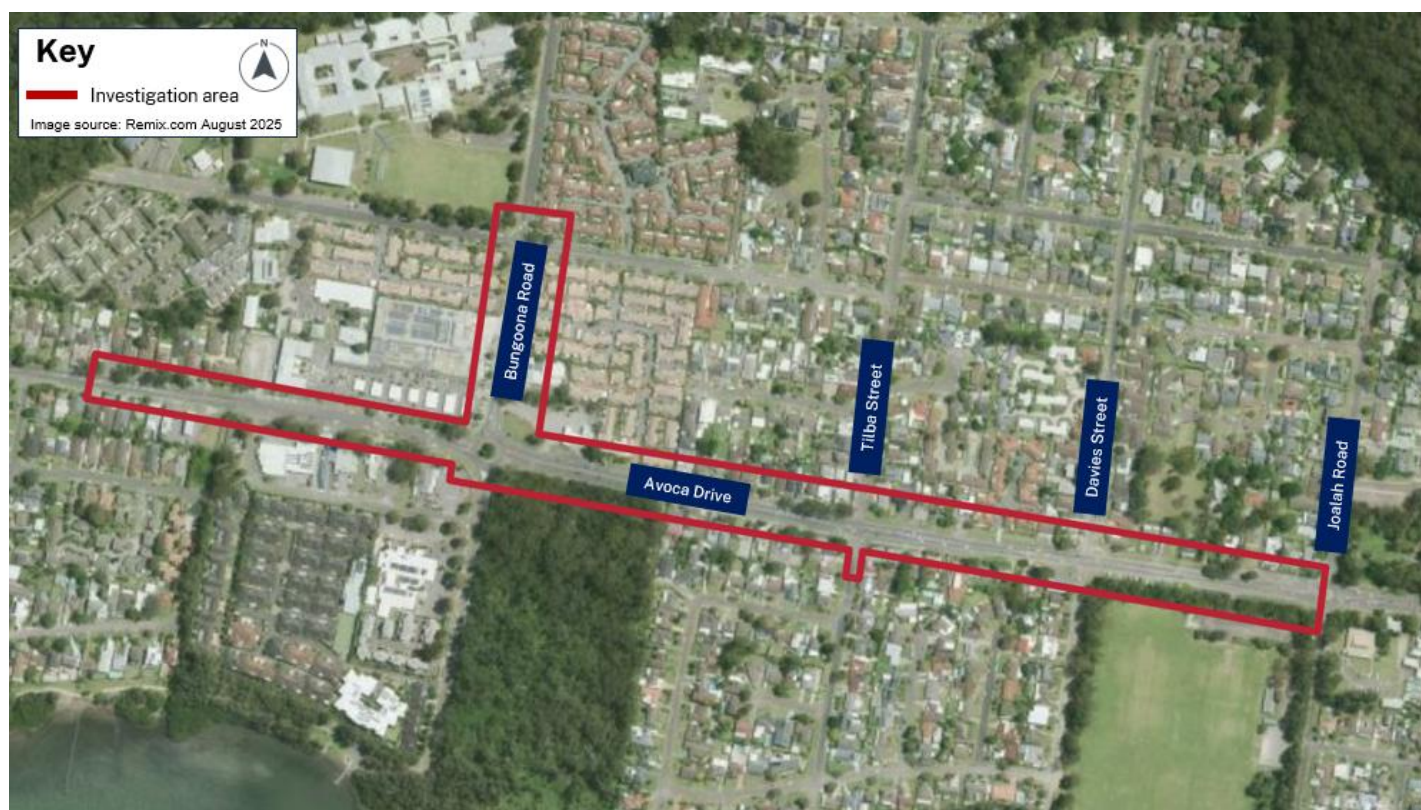 Key
N
Investigation area
Image source: Remix.com August 2025
Bungoona Road
Tilba Street
Davies Street
Joalah Road
Avoca Drive